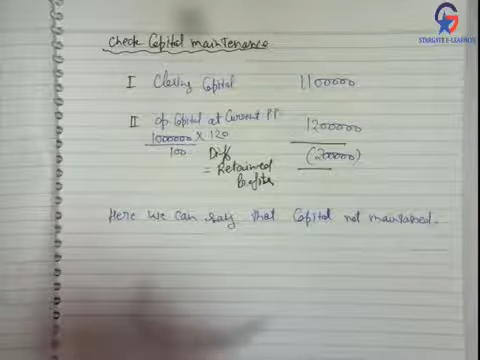 STARGATE E-LEARNING
Check Capital maintenance
I Closing Capital 1100000
II op Capital at Current PP
1000000 × 120 1200000
100 Diff (200000)
= Retained
Here we can say that Capital not maintained.